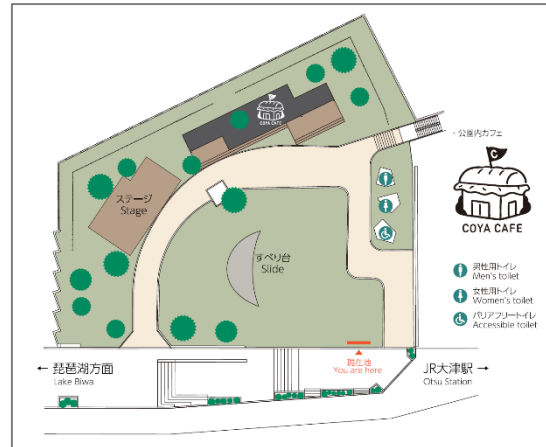 COYA CAFE
・公園内カフェ
C
COYA CAFE
ステージ
Stage
すべり台
Slide
男性用トイレ
Men's toilet
女性用トイレ
Women's toilet
バリアフリートイレ
Accessible toilet
← 琵琶湖方面
Lake Biwa
現在地
You are here
JR大津駅 →
Otsu Station